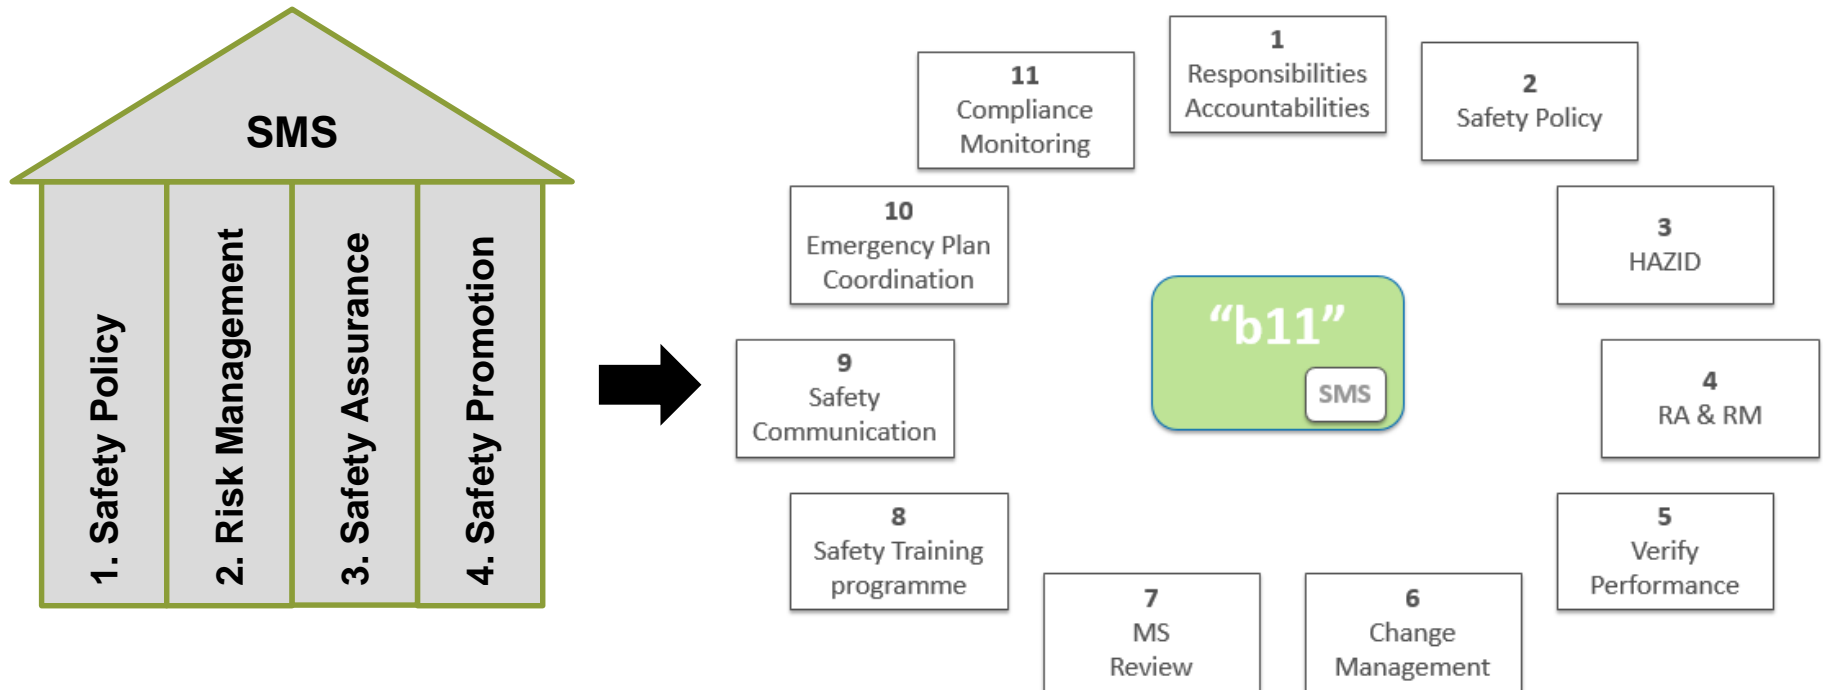 SMS
1. Safety Policy
2. Risk Management
3. Safety Assurance
4. Safety Promotion
1
Responsibilities
Accountabilities
2
Safety Policy
3
HAZID
4
RA & RM
5
Verify
Performance
6
Change
Management
7
MS
Review
8
Safety Training
programme
9
Safety
Communication
10
Emergency Plan
Coordination
11
Compliance
Monitoring
“b11”
SMS